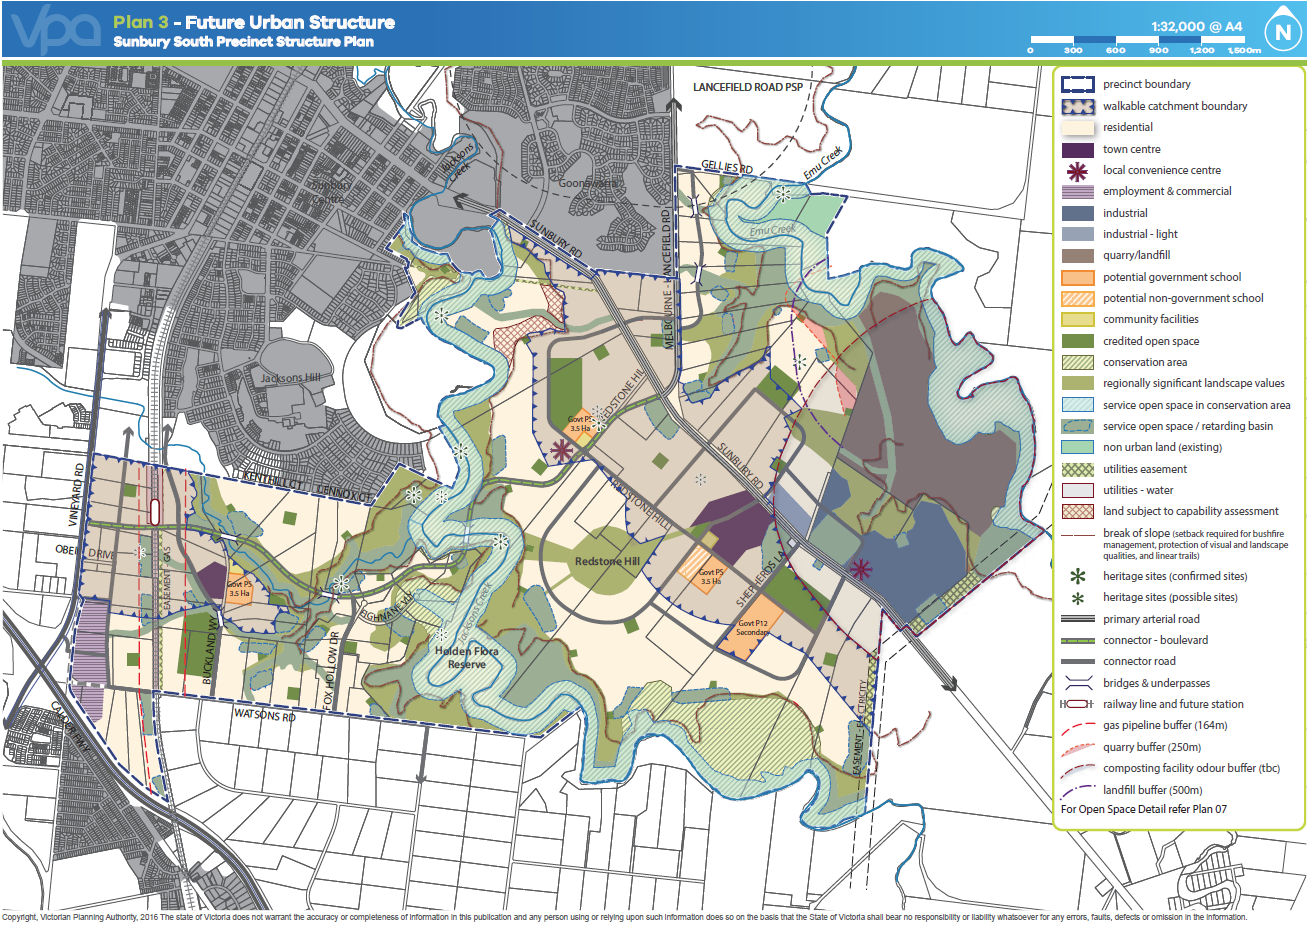 vpa
Plan 3 - Future Urban Structure
Sunbury South Precinct Structure Plan
1:32,000 @ A4
0 300 600 900 1,200 1,500m
N
LANCEFIELD ROAD PSP
GELLIES RD
Emu Creek
Jacksons
Creek
Sunbury
Centre
Goonawarra
Emu Creek
SUNBURY RD
MELBOURNE - LANCEFIELD RD
Jacksons Hill
REDSTONE HILL
Govt PS
3.5 Ha
KENTHILL CT
LENNOX CT
SUNBURY RD
VINEYARD RD
REDSTONE HILL
OBEL DRIVE
EASEMENT - GAS
Redstone Hill
Govt PS
3.5 Ha
Govt PS
3.5 Ha
SHEPHERDS LA
Jacksons Creek
Govt P12
Secondary
BUCKLAND WY
FOX HOLLOW DR
Holden Flora
Reserve
EASEMENT - ELECTRICITY
WATSONS RD
CALDER FWY
precinct boundary
walkable catchment boundary
residential
town centre
local convenience centre
employment & commercial
industrial
industrial - light
quarry/landfill
potential government school
potential non-government school
community facilities
credited open space
conservation area
regionally significant landscape values
service open space in conservation area
service open space / retarding basin
non urban land (existing)
utilities easement
utilities - water
land subject to capability assessment
break of slope (setback required for bushfire
management, protection of visual and landscape
qualities, and linear trails)
heritage sites (confirmed sites)
heritage sites (possible sites)
primary arterial road
connector - boulevard
connector road
bridges & underpasses
railway line and future station
gas pipeline buffer (164m)
quarry buffer (250m)
composting facility odour buffer (tbc)
landfill buffer (500m)
For Open Space Detail refer Plan 07
Copyright, Victorian Planning Authority, 2016 The state of Victoria does not warrant the accuracy or completeness of information in this publication and any person using or relying upon such information does so on the basis that the State of Victoria shall bear no responsibility or liability whatsoever for any errors, faults, defects or omission in the information.